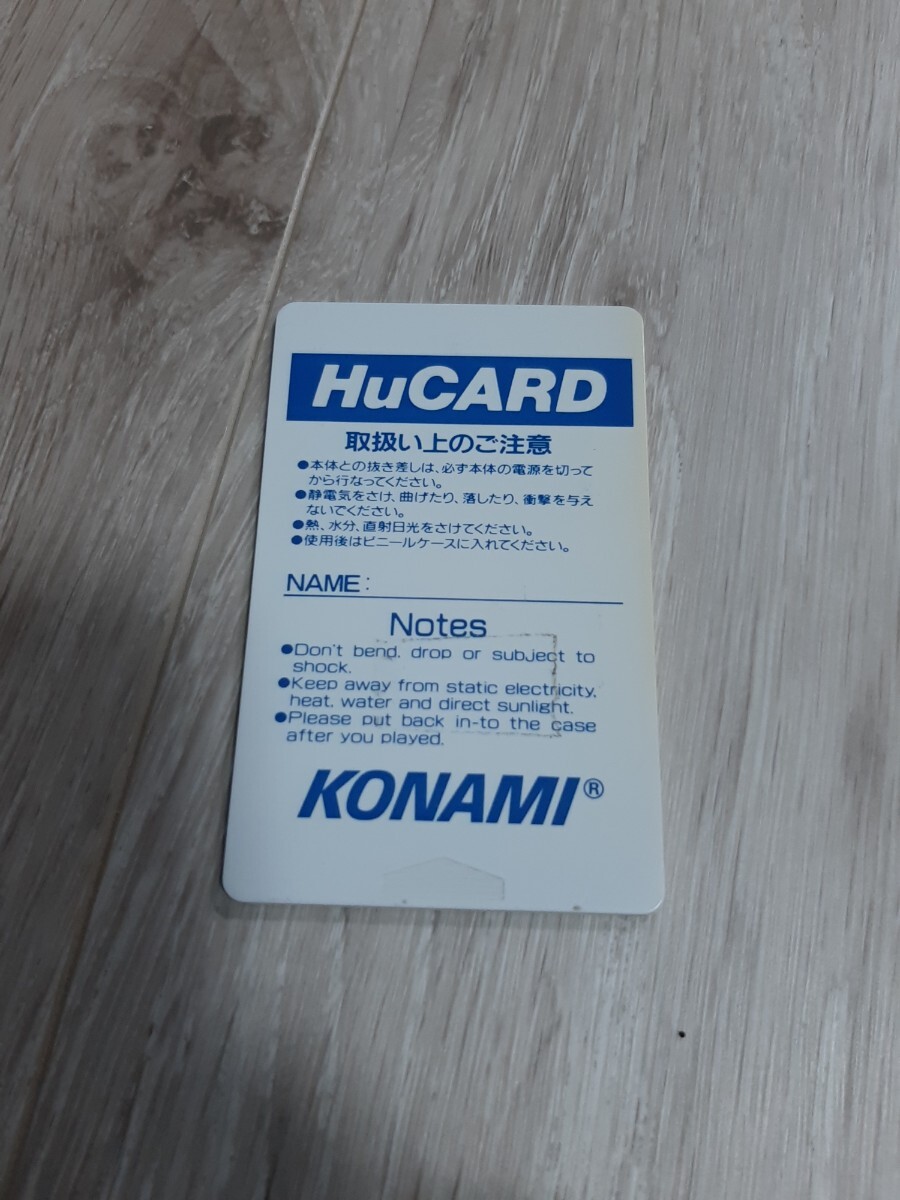 HuCARD
取扱い上のご注意
●本体との抜き差しは、必ず本体の電源を切って
から行なってください。
●静電気をさけ、曲げたり、落したり、衝撃を与え
ないでください。
●熱、水分、直射日光をさけてください。
●使用後はビニールケースに入れてください。
NAME:
Notes
●Don't bend. drop or subject to
shock.
●Keep away from static electricity.
heat. water and direct sunlight.
●Please put back in-to the case
after you played.
KONAMI®